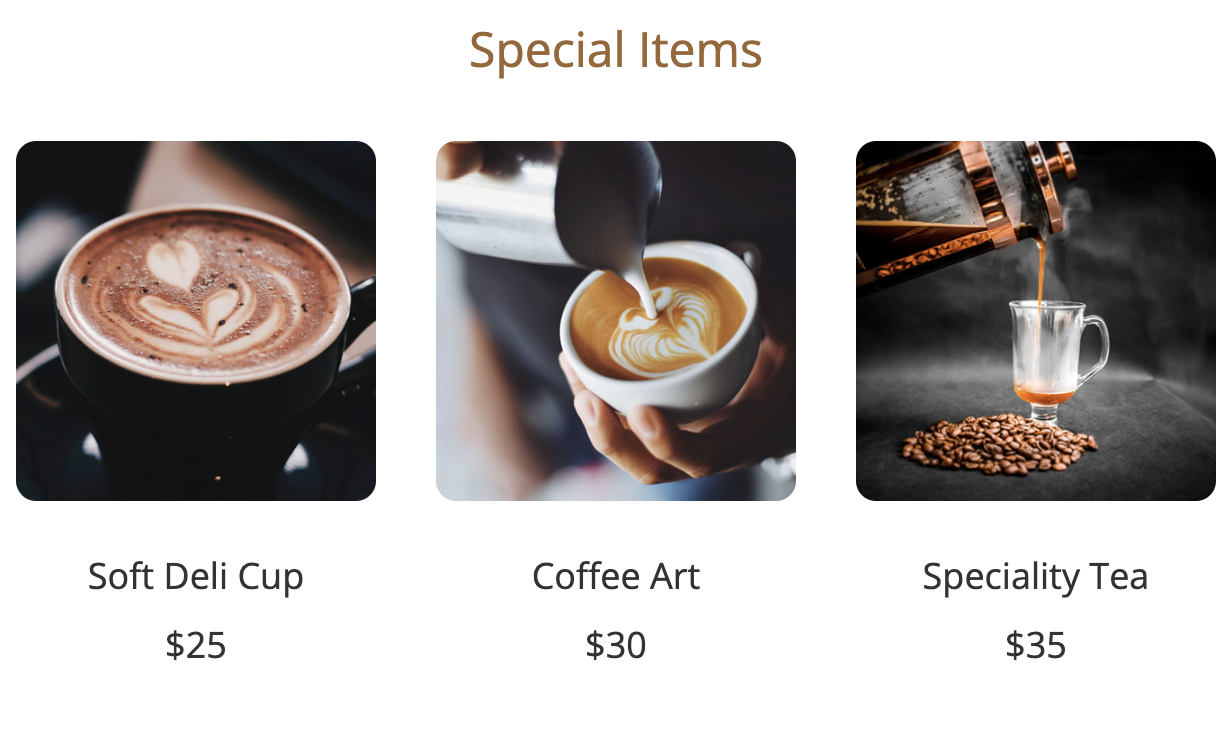 Special Items
Soft Deli Cup
Coffee Art
Speciality Tea
$25
$30
$35